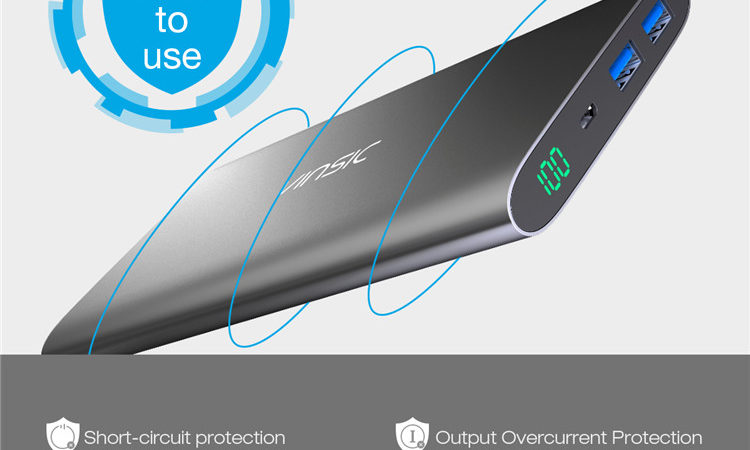 to
use
VINSIC
100
Short-circuit protection
Output Overcurrent Protection